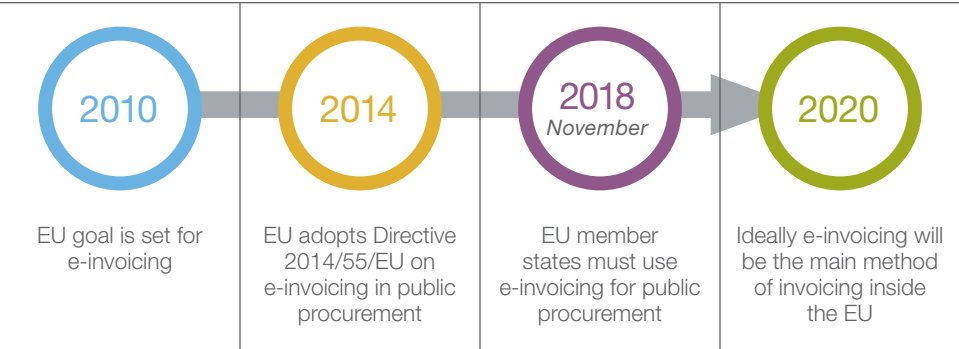 2010
EU goal is set for
e-invoicing
2014
EU adopts Directive
2014/55/EU on
e-invoicing in public
procurement
2018
November
EU member
states must use
e-invoicing for public
procurement
2020
Ideally e-invoicing will
be the main method
of invoicing inside
the EU